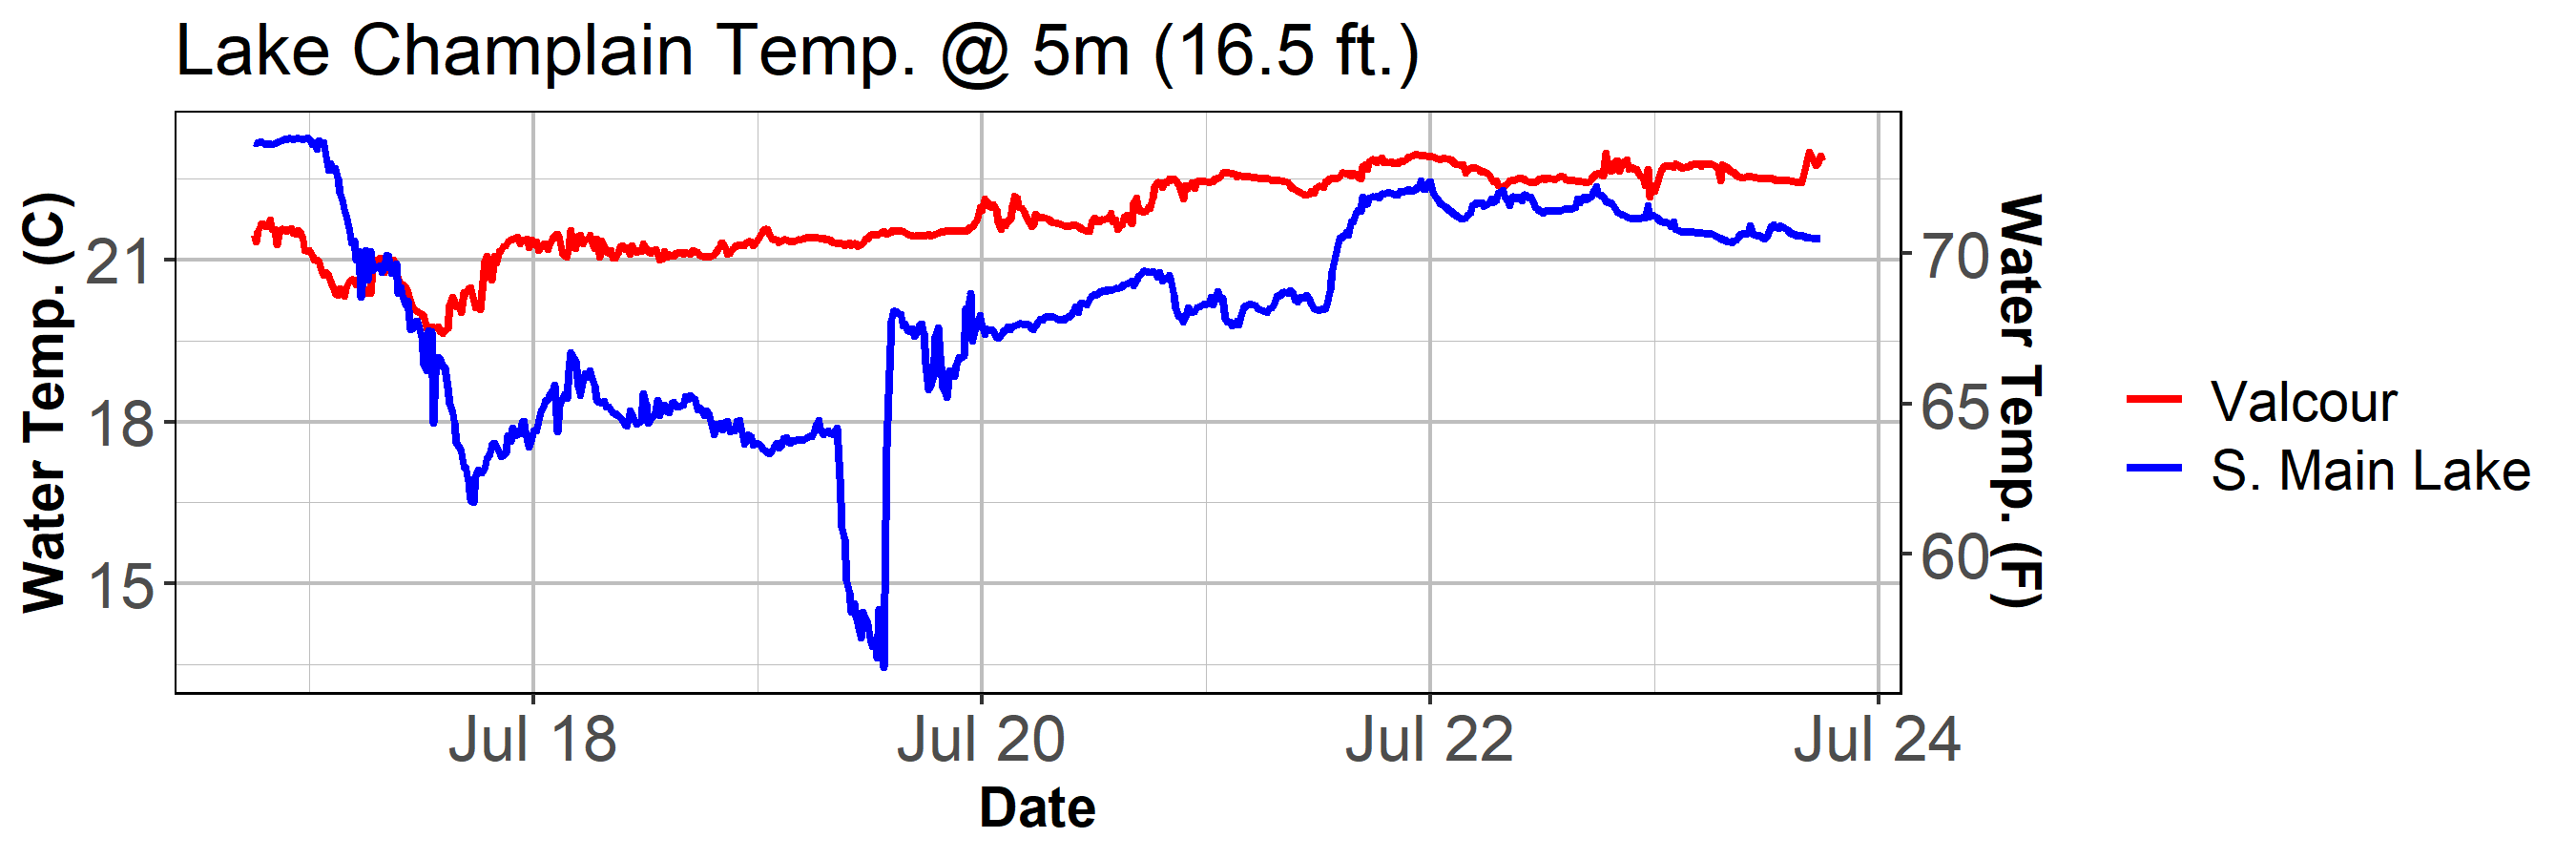 Lake Champlain Temp. @ 5m (16.5 ft.)
Water Temp. (C)
21
18
15
70
65
60
Water Temp. (F)
Valcour
S. Main Lake
Jul 18
Jul 20
Jul 22
Jul 24
Date